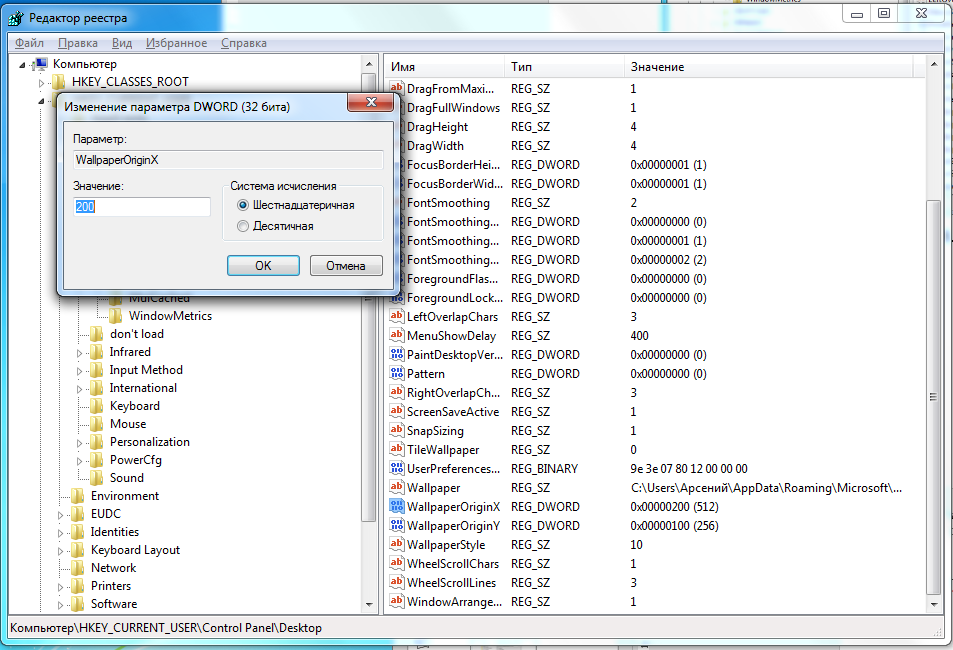 WindowMetrics
Редактор реестра
Файл Правка Вид Избранное Справка
Компьютер
HKEY_CLASSES_ROOT
Изменение параметра DWORD (32 бита)
Параметр:
WallpaperOriginX
Значение:
200
Система исчисления
Шестнадцатеричная
Десятичная
OK Отмена
MuiCached
WindowMetrics
don't load
Infrared
Input Method
International
Keyboard
Mouse
Personalization
PowerCfg
Sound
Environment
EUDC
Identities
Keyboard Layout
Network
Printers
Software
Имя Тип Значение
DragFromMaxi... REG_SZ 1
DragFullWindows REG_SZ 1
DragHeight REG_SZ 4
DragWidth REG_SZ 4
FocusBorderHei... REG_DWORD 0x00000001 (1)
FocusBorderWid... REG_DWORD 0x00000001 (1)
FontSmoothing REG_SZ 2
FontSmoothing... REG_DWORD 0x00000000 (0)
FontSmoothing... REG_DWORD 0x00000001 (1)
FontSmoothing... REG_DWORD 0x00000002 (2)
ForegroundFlas... REG_DWORD 0x00000000 (0)
ForegroundLock... REG_DWORD 0x00000000 (0)
LeftOverlapChars REG_SZ 3
MenuShowDelay REG_SZ 400
PaintDesktopVer... REG_DWORD 0x00000000 (0)
Pattern REG_DWORD 0x00000000 (0)
RightOverlapCh... REG_SZ 3
ScreenSaveActive REG_SZ 1
SnapSizing REG_SZ 1
TileWallpaper REG_SZ 0
UserPreferences... REG_BINARY 9e 3e 07 80 12 00 00 00
Wallpaper REG_SZ C:\Users\Арсений\AppData\Roaming\Microsoft\...
WallpaperOriginX REG_DWORD 0x00000200 (512)
WallpaperOriginY REG_DWORD 0x00000100 (256)
WallpaperStyle REG_SZ 10
WheelScrollChars REG_SZ 1
WheelScrollLines REG_SZ 3
WindowArrange... REG_SZ 1
Компьютер\HKEY_CURRENT_USER\Control Panel\Desktop